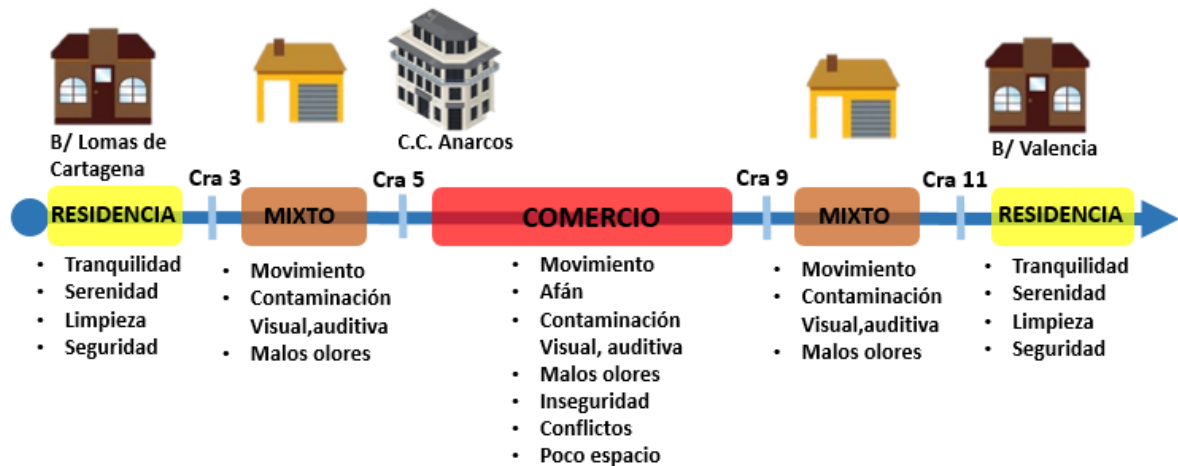 B/ Lomas de
Cartagena
C.C. Anarcos
B/ Valencia
Cra 3
Cra 5
Cra 9
Cra 11
RESIDENCIA
MIXTO
COMERCIO
MIXTO
RESIDENCIA
• Tranquilidad
• Serenidad
• Limpieza
• Seguridad
• Movimiento
• Contaminación
Visual,auditiva
• Malos olores
• Movimiento
• Afán
• Contaminación
Visual, auditiva
• Malos olores
• Inseguridad
• Conflictos
• Poco espacio
• Movimiento
• Contaminación
Visual,auditiva
• Malos olores
• Tranquilidad
• Serenidad
• Limpieza
• Seguridad